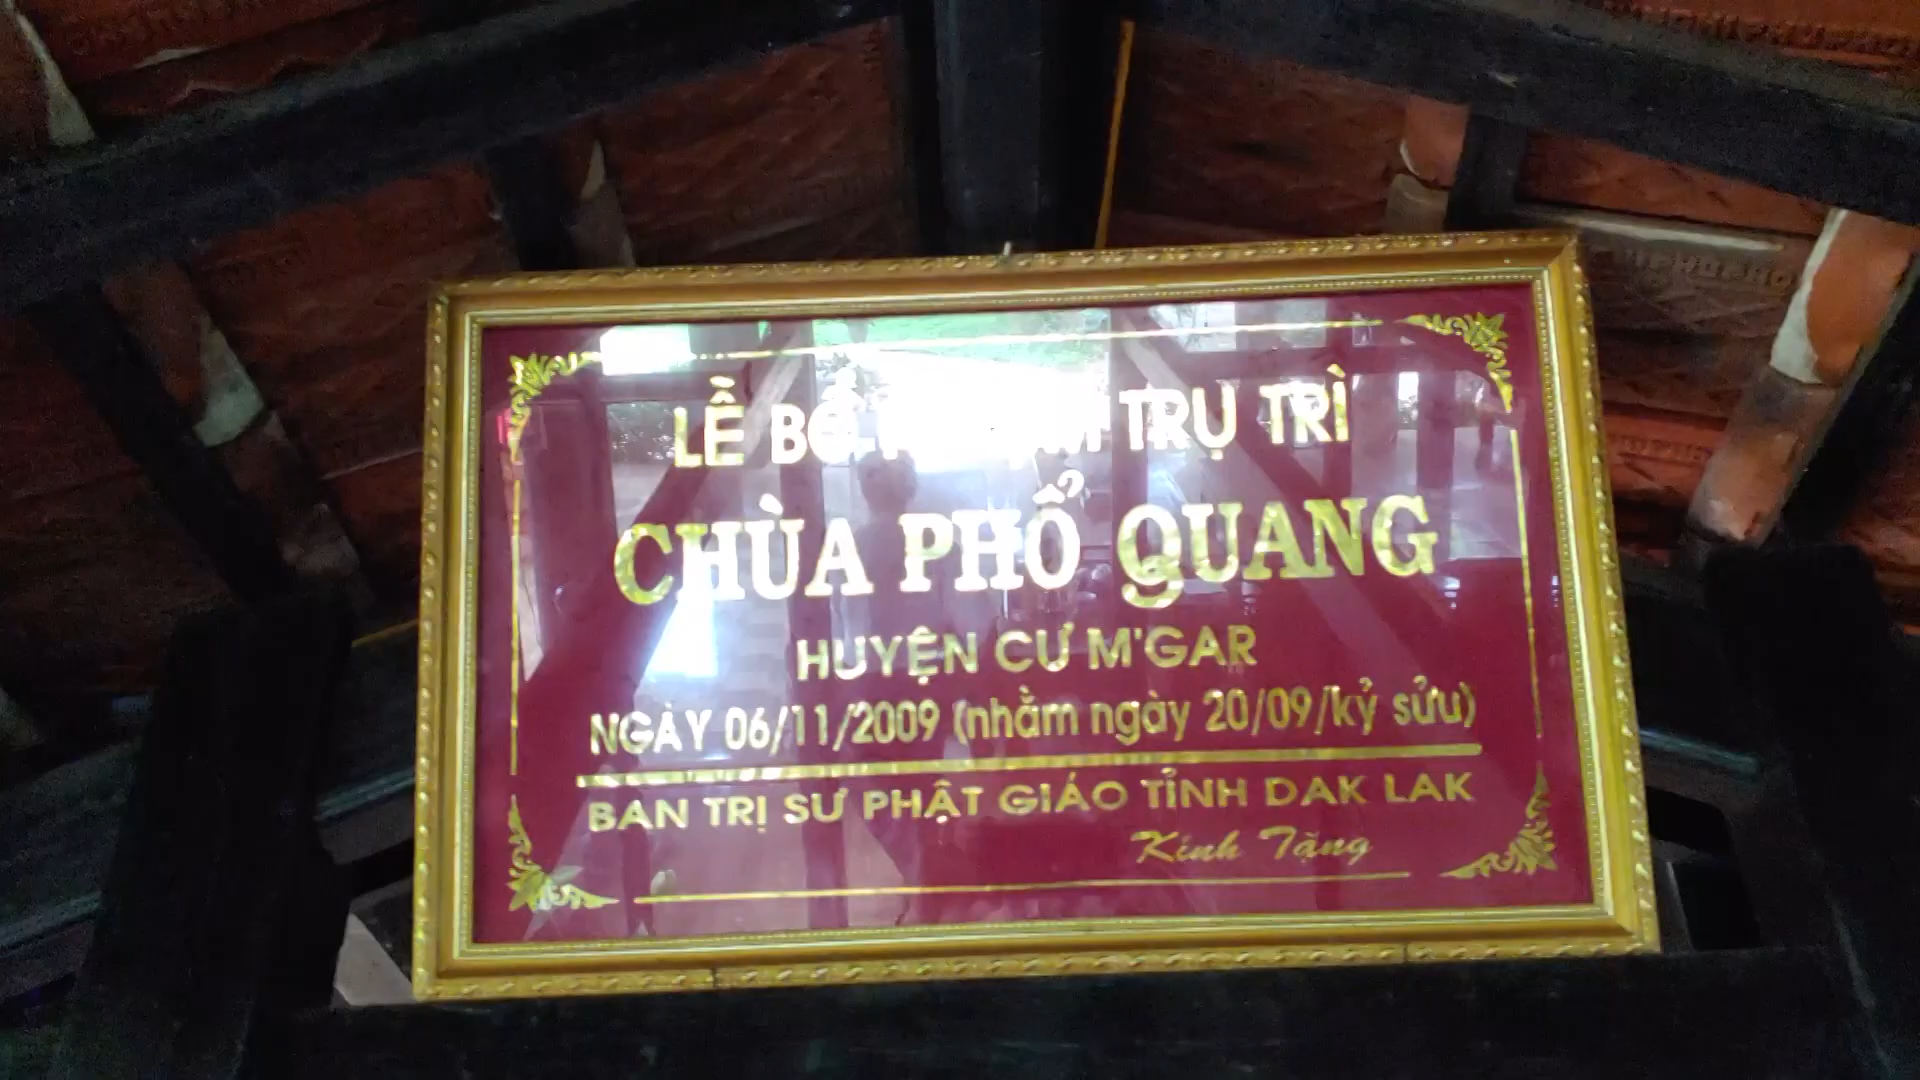 LỄ BỔ TRỤ TRÌ
CHÙA PHỔ QUANG
HUYỆN CƯ M'GAR
NGÀY 06/11/2009 (nhằm ngày 20/09/kỷ sửu)
BAN TRỊ SỰ PHẬT GIÁO TỈNH DAK LAK
Kính Tặng